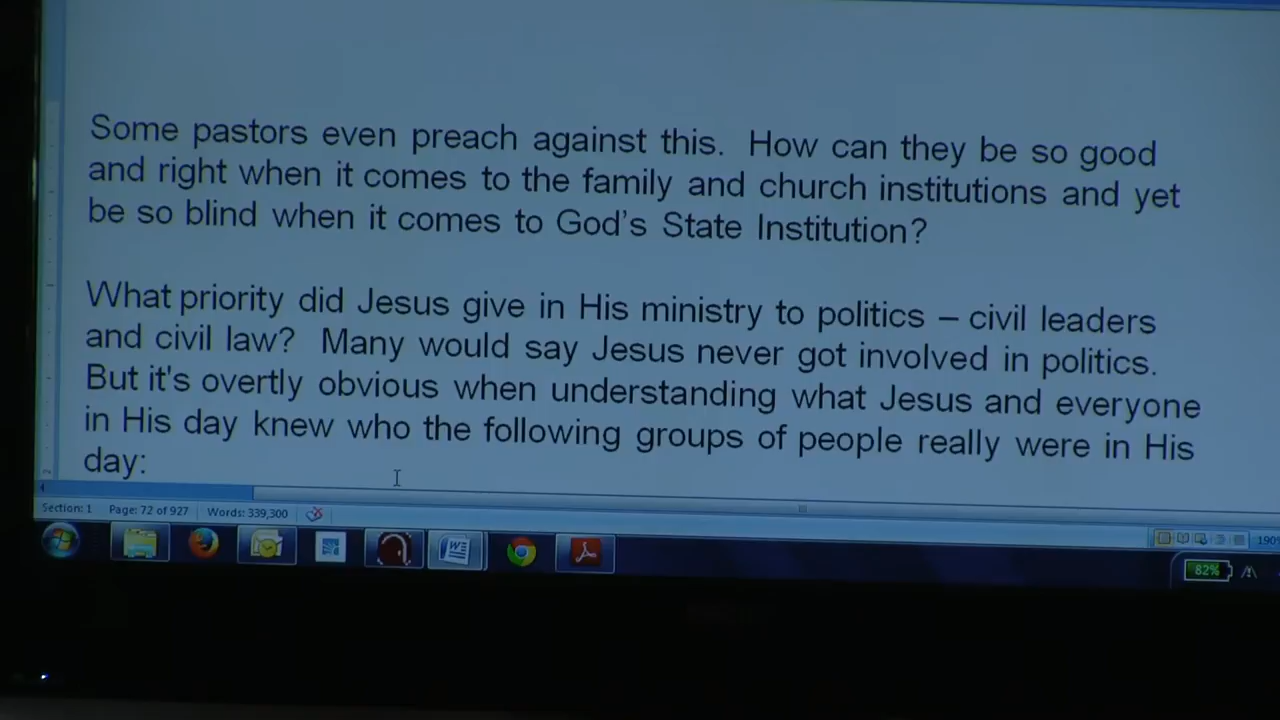 Some pastors even preach against this. How can they be so good
and right when it comes to the family and church institutions and yet
be so blind when it comes to God's State Institution?
What priority did Jesus give in His ministry to politics – civil leaders
and civil law? Many would say Jesus never got involved in politics.
But it's overtly obvious when understanding what Jesus and everyone
in His day knew who the following groups of people really were in His
day:
Section: 1 Page: 72 of 927 Words: 339,300
190%
82%